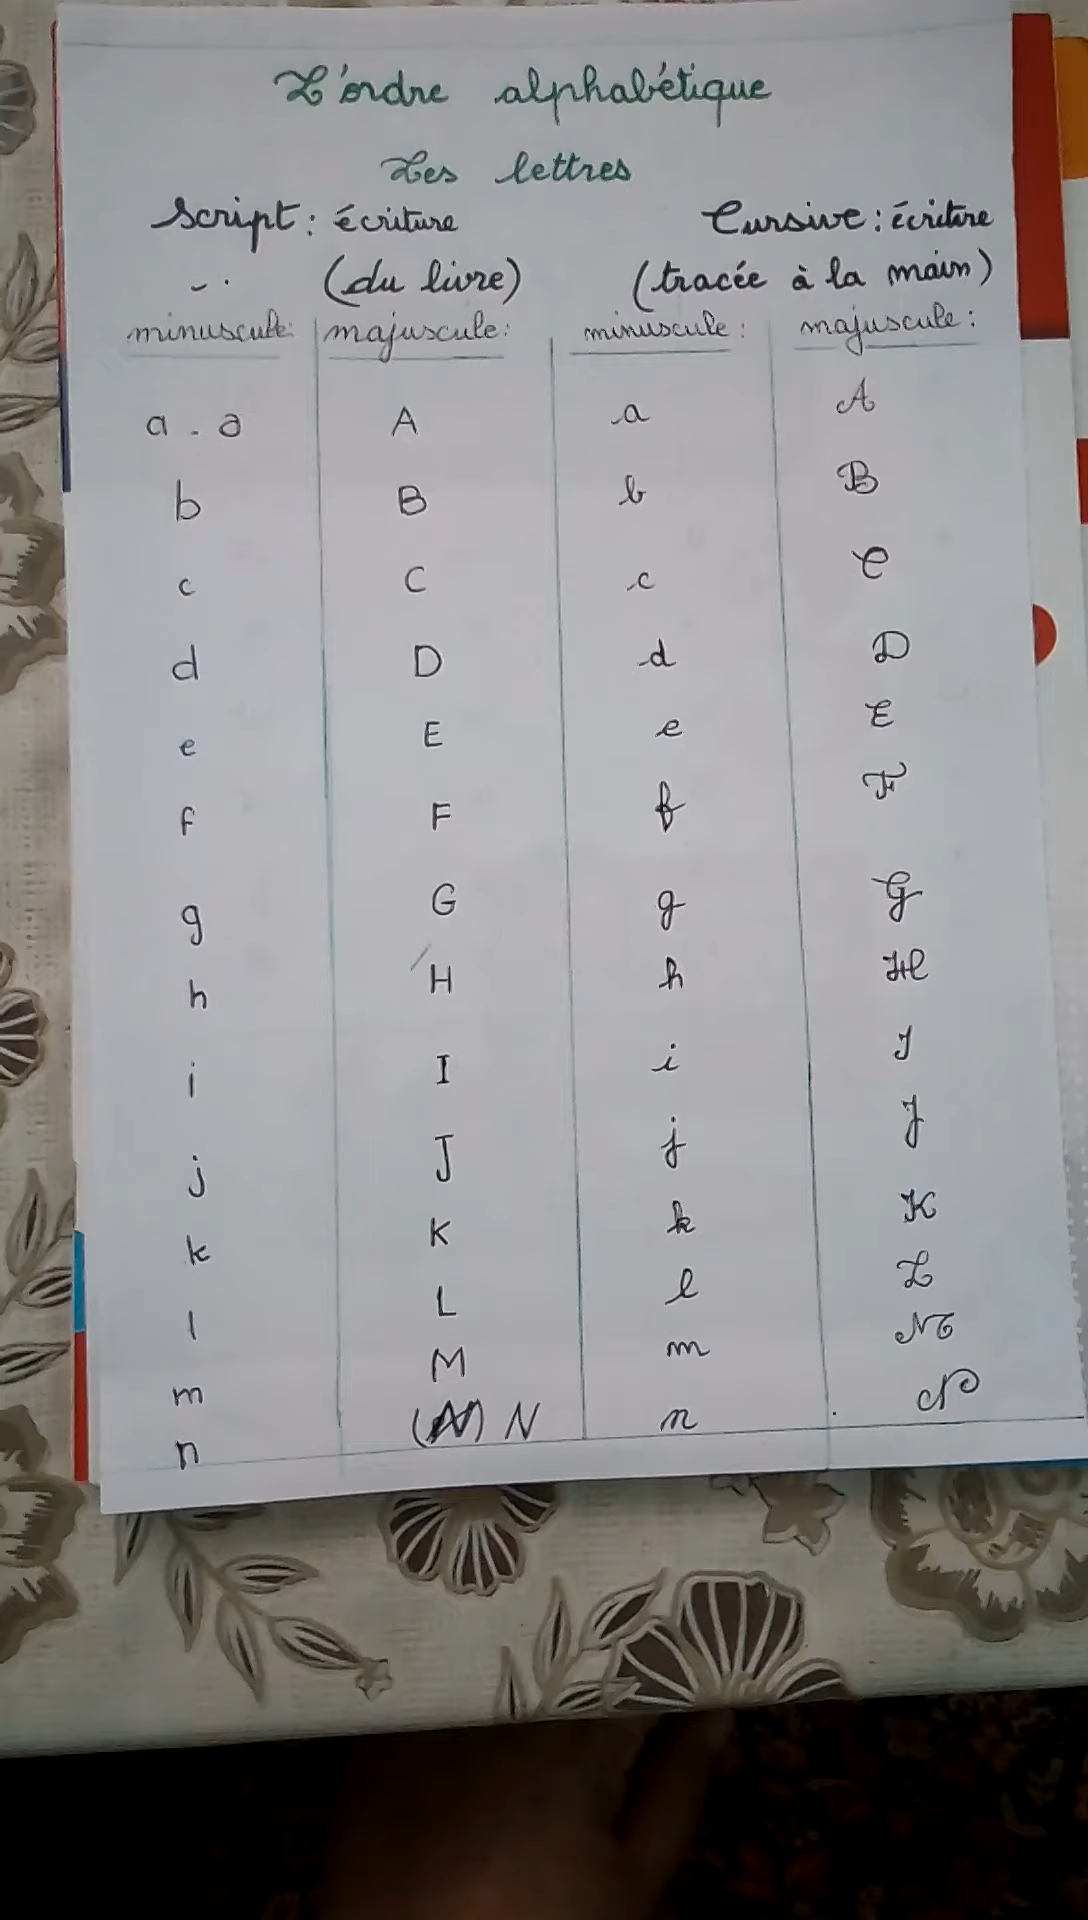 L'ordre alphabétique
Les lettres
Script : écriture Cursive : écriture
(du livre) (tracée à la main)
minuscule: majuscule: minuscule: majuscule:
a - a A a A
b B b B
c C c C
d D d D
e E e E
f F f F
g G g G
h H h H
i I i I
j J j J
k K k K
l L l L
m M m M
n (N) N n N